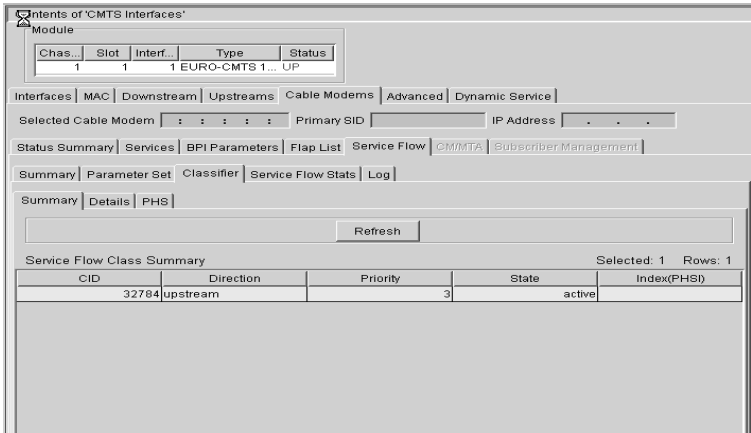 ontents of 'CMTS Interfaces'
Module
Chas... Slot Interf... Type Status
1 1 1 EURO-CMTS 1... UP
Interfaces MAC Downstream Upstreams Cable Modems Advanced Dynamic Service
Selected Cable Modem : : : : : Primary SID IP Address . . .
Status Summary Services BPI Parameters Flap List Service Flow CM/MTA Subscriber Management
Summary Parameter Set Classifier Service Flow Stats Log
Summary Details PHS
Refresh
Service Flow Class Summary Selected: 1 Rows: 1
CID Direction Priority State Index(PHSI)
32784 upstream 3 active